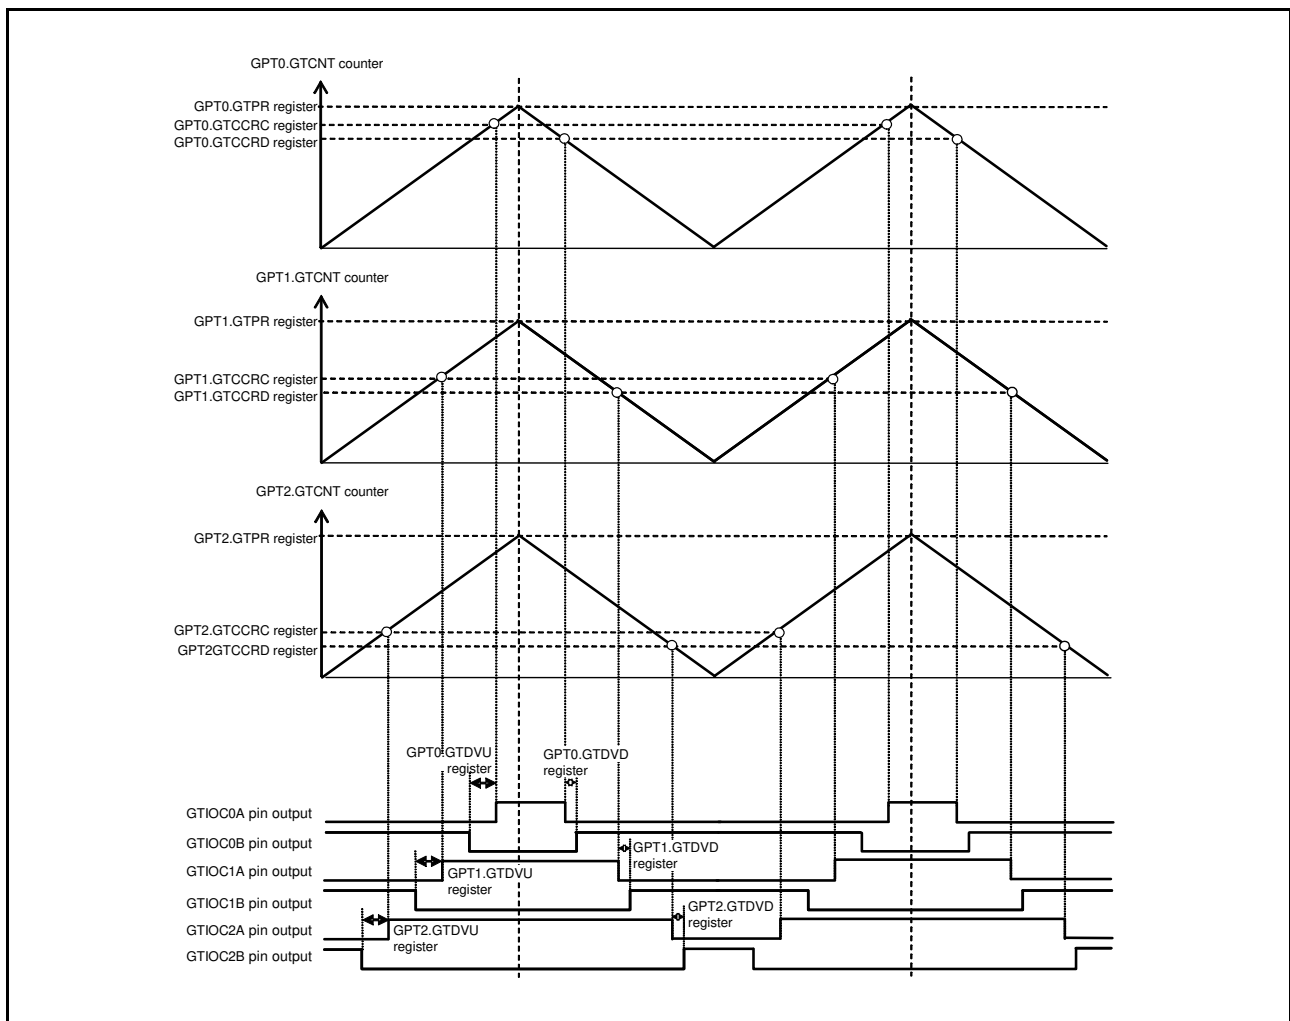 GPT0.GTCNT counter
GPT0.GTPR register
GPT0.GTCCRC register
GPT0.GTCCRD register
GPT1.GTCNT counter
GPT1.GTPR register
GPT1.GTCCRC register
GPT1.GTCCRD register
GPT2.GTCNT counter
GPT2.GTPR register
GPT2.GTCCRC register
GPT2GTCCRD register
GPT0.GTDVU
register
GPT0.GTDVD
register
GTIOC0A pin output
GTIOC0B pin output
GPT1.GTDVD
register
GTIOC1A pin output
GPT1.GTDVU
register
GTIOC1B pin output
GPT2.GTDVD
register
GTIOC2A pin output
GPT2.GTDVU
register
GTIOC2B pin output